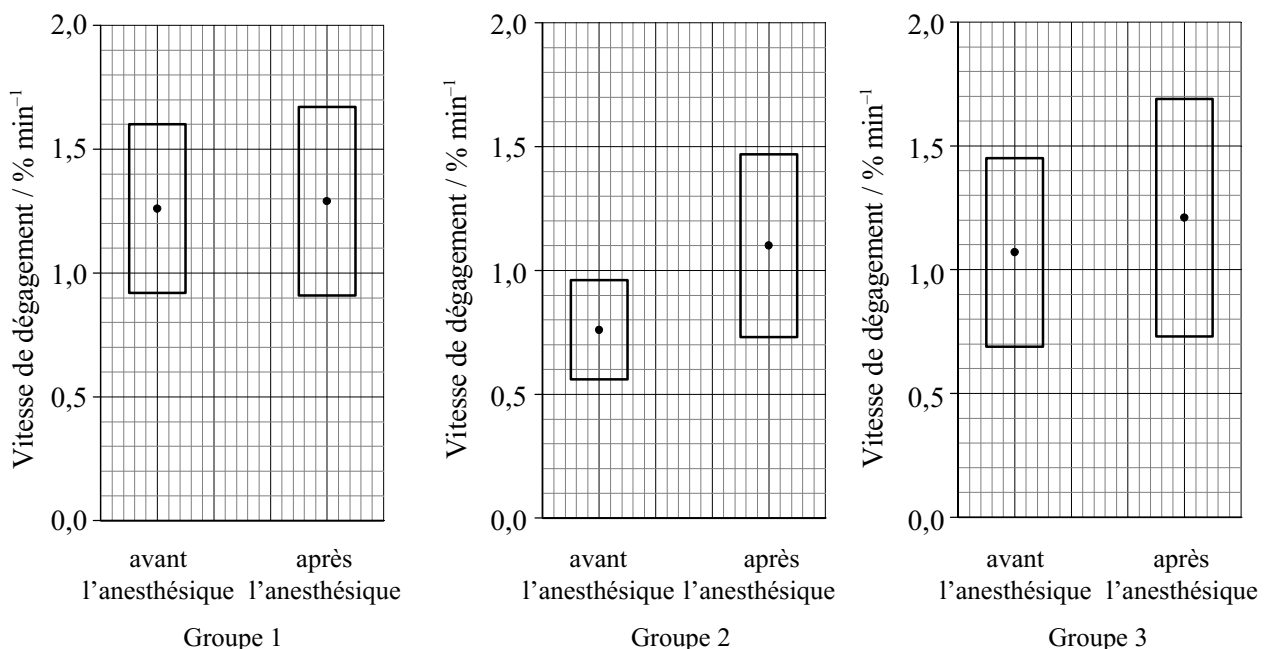 Vitesse de dégagement / % min⁻¹
2,0
1,5
1,0
0,5
0,0
avant
l’anesthésique
après
l’anesthésique
Groupe 1
Vitesse de dégagement / % min⁻¹
2,0
1,5
1,0
0,5
0,0
avant
l’anesthésique
après
l’anesthésique
Groupe 2
Vitesse de dégagement / % min⁻¹
2,0
1,5
1,0
0,5
0,0
avant
l’anesthésique
après
l’anesthésique
Groupe 3